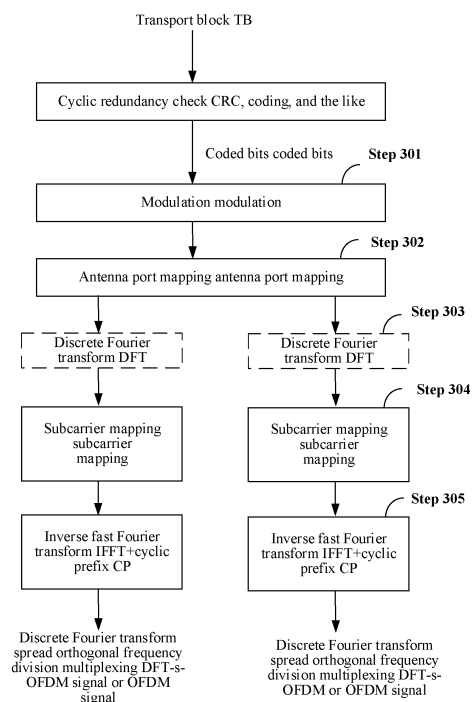 Transport block TB
Cyclic redundancy check CRC, coding, and the like
Coded bits coded bits
Step 301
Modulation modulation
Step 302
Antenna port mapping antenna port mapping
Step 303
Discrete Fourier
transform DFT
Discrete Fourier
transform DFT
Step 304
Subcarrier mapping
subcarrier
mapping
Subcarrier mapping
subcarrier
mapping
Step 305
Inverse fast Fourier
transform IFFT+cyclic
prefix CP
Inverse fast Fourier
transform IFFT+cyclic
prefix CP
Discrete Fourier transform
spread orthogonal frequency
division multiplexing DFT-s-
OFDM signal or OFDM
signal
Discrete Fourier transform
spread orthogonal frequency
division multiplexing DFT-s-
OFDM or OFDM signal